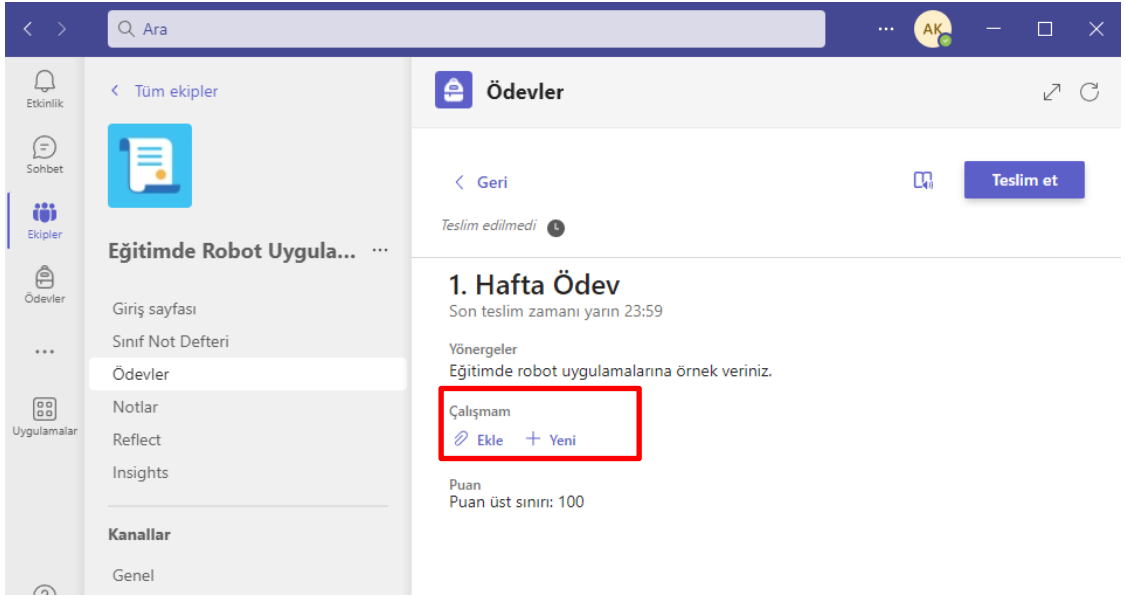 Ara
AK
Etkinlik
Sohbet
Ekipler
Ödevler
Uygulamalar
Tüm ekipler
Eğitimde Robot Uygula...
Giriş sayfası
Sınıf Not Defteri
Ödevler
Notlar
Reflect
Insights
Kanallar
Genel
Ödevler
Geri
Teslim et
Teslim edilmedi
1. Hafta Ödev
Son teslim zamanı yarın 23:59
Yönergeler
Eğitimde robot uygulamalarına örnek veriniz.
Çalışmam
Ekle + Yeni
Puan
Puan üst sınırı: 100